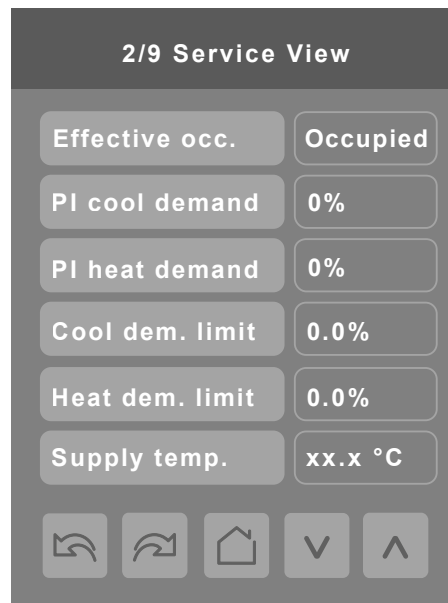 2/9 Service View
Effective occ. Occupied
PI cool demand 0%
PI heat demand 0%
Cool dem. limit 0.0%
Heat dem. limit 0.0%
Supply temp. xx.x °C